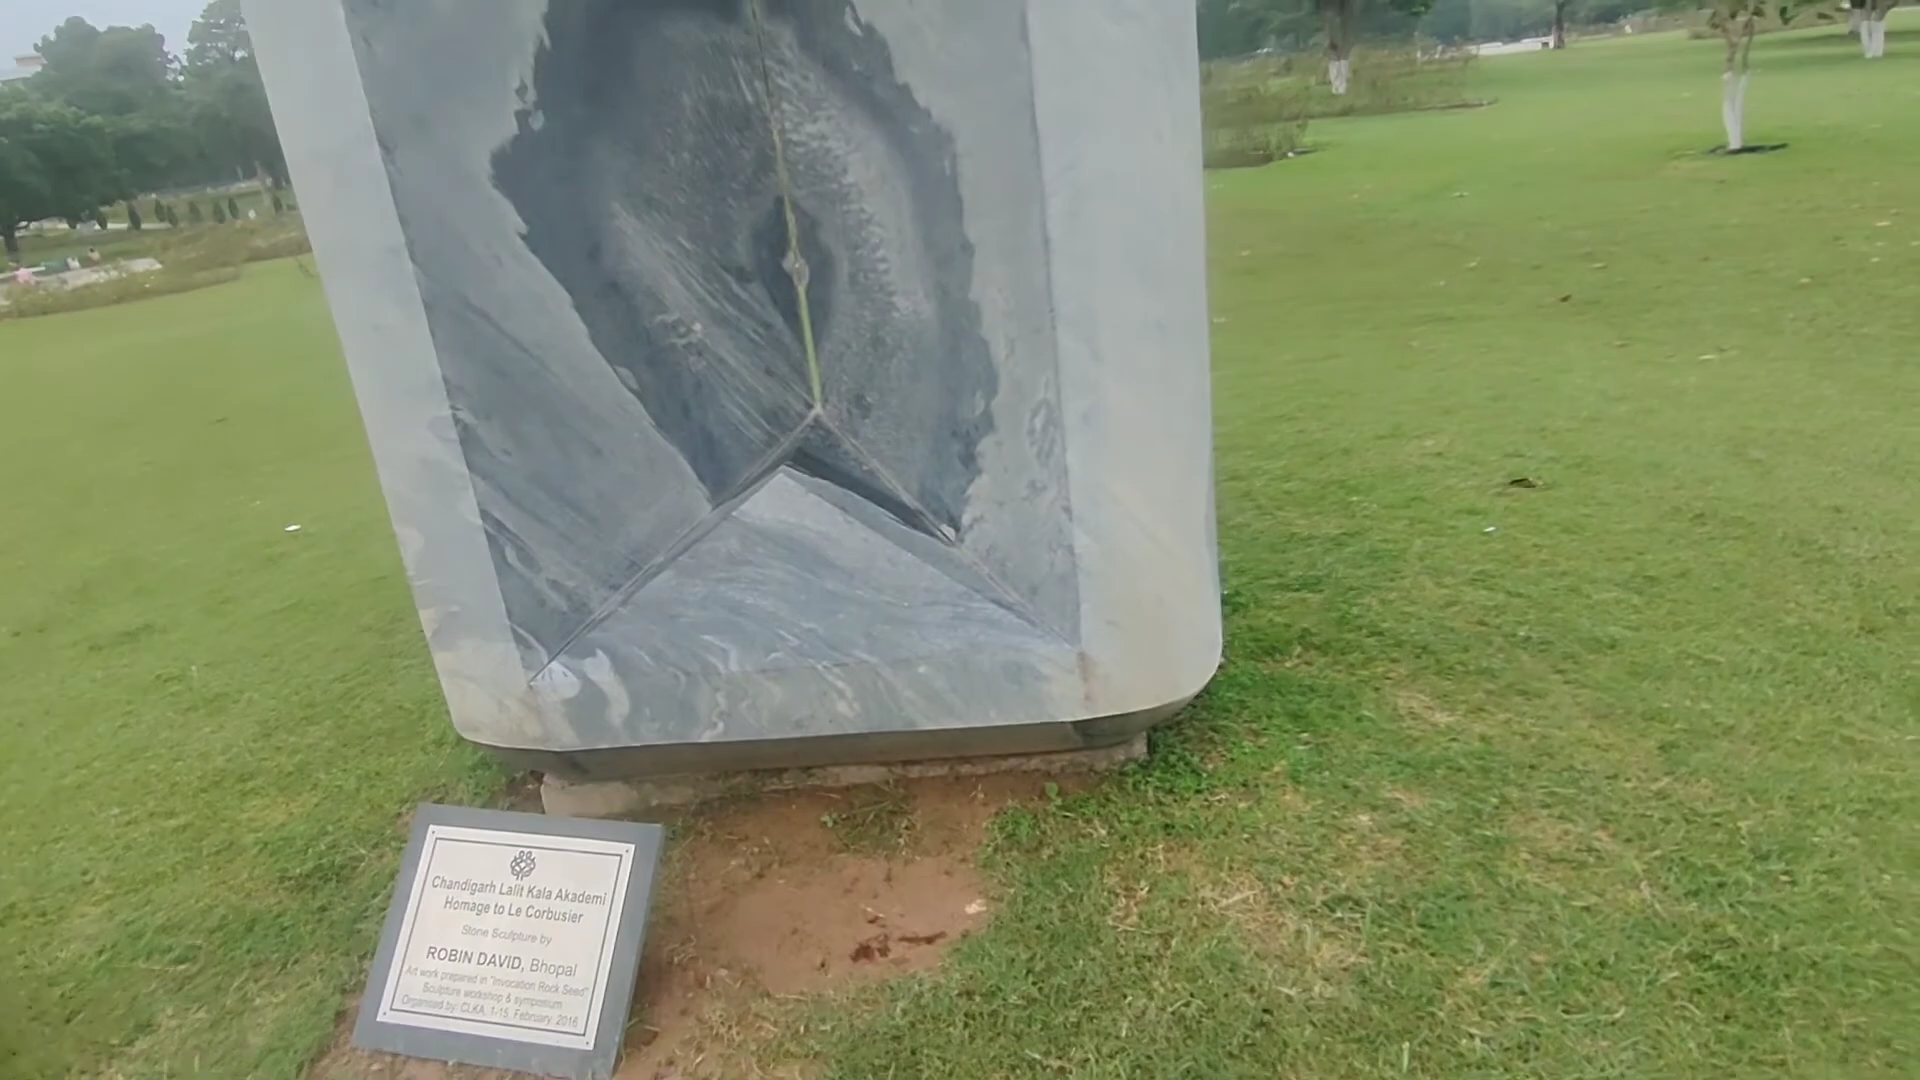 Chandigarh Lalit Kala Akademi
Homage to Le Corbusier
Stone Sculpture by
ROBIN DAVID, Bhopal
Art work prepared in "Invocation Rock Seed"
Sculpture workshop & symposium
Organised by: CLKA, 1-15, February, 2016